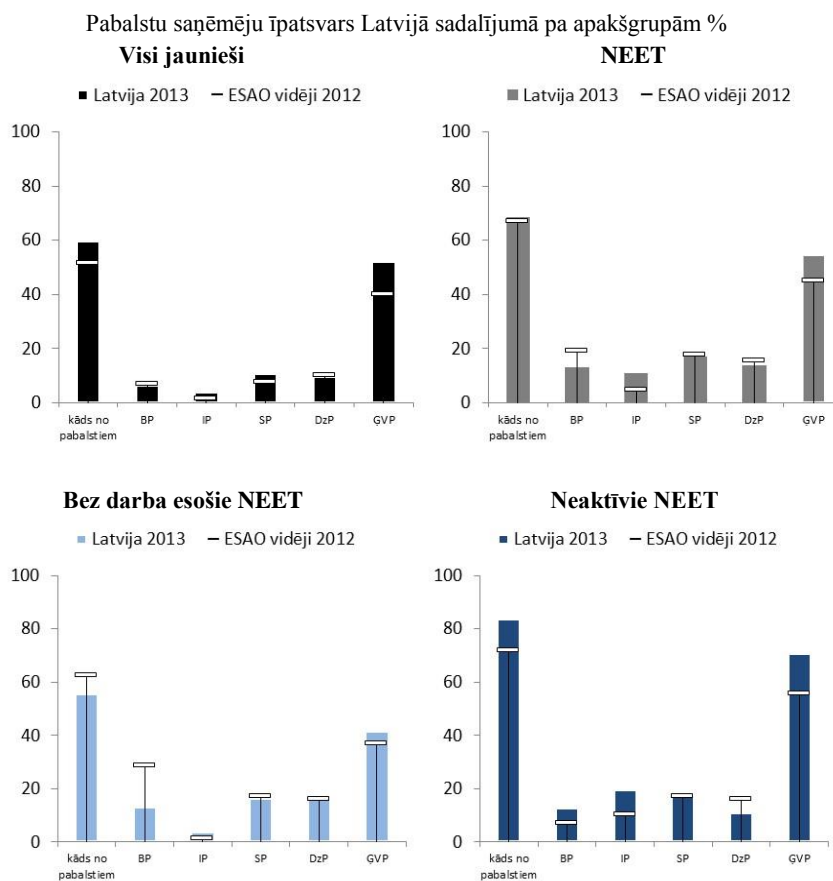 Pabalstu saņēmēju īpatsvars Latvijā sadalījumā pa apakšgrupām %
Visi jaunieši
Latvija 2013 ESAO vidēji 2012
100
80
60
40
20
0
kāds no
pabalstiem
BP IP SP DzP ĢVP
NEET
Latvija 2013 ESAO vidēji 2012
100
80
60
40
20
0
kāds no
pabalstiem
BP IP SP DzP ĢVP
Bez darba esošie NEET
Latvija 2013 ESAO vidēji 2012
100
80
60
40
20
0
kāds no
pabalstiem
BP IP SP DzP ĢVP
Neaktīvie NEET
Latvija 2013 ESAO vidēji 2012
100
80
60
40
20
0
kāds no
pabalstiem
BP IP SP DzP ĢVP